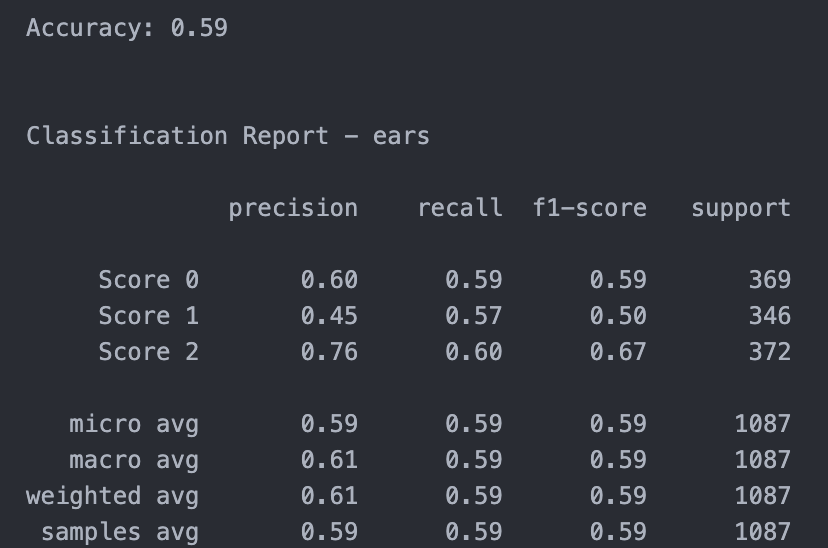 Accuracy: 0.59
Classification Report - ears
precision recall f1-score support
Score 0 0.60 0.59 0.59 369
Score 1 0.45 0.57 0.50 346
Score 2 0.76 0.60 0.67 372
micro avg 0.59 0.59 0.59 1087
macro avg 0.61 0.59 0.59 1087
weighted avg 0.61 0.59 0.59 1087
samples avg 0.59 0.59 0.59 1087